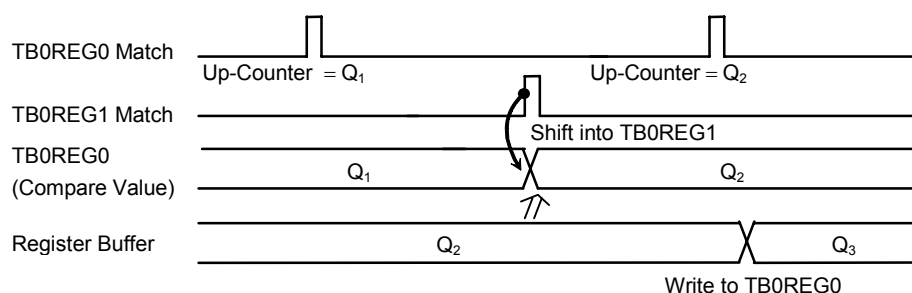 TB0REG0 Match
Up-Counter = Q1
Up-Counter = Q2
TB0REG1 Match
Shift into TB0REG1
TB0REG0
(Compare Value)
Q1
Q2
Register Buffer
Q2
Q3
Write to TB0REG0